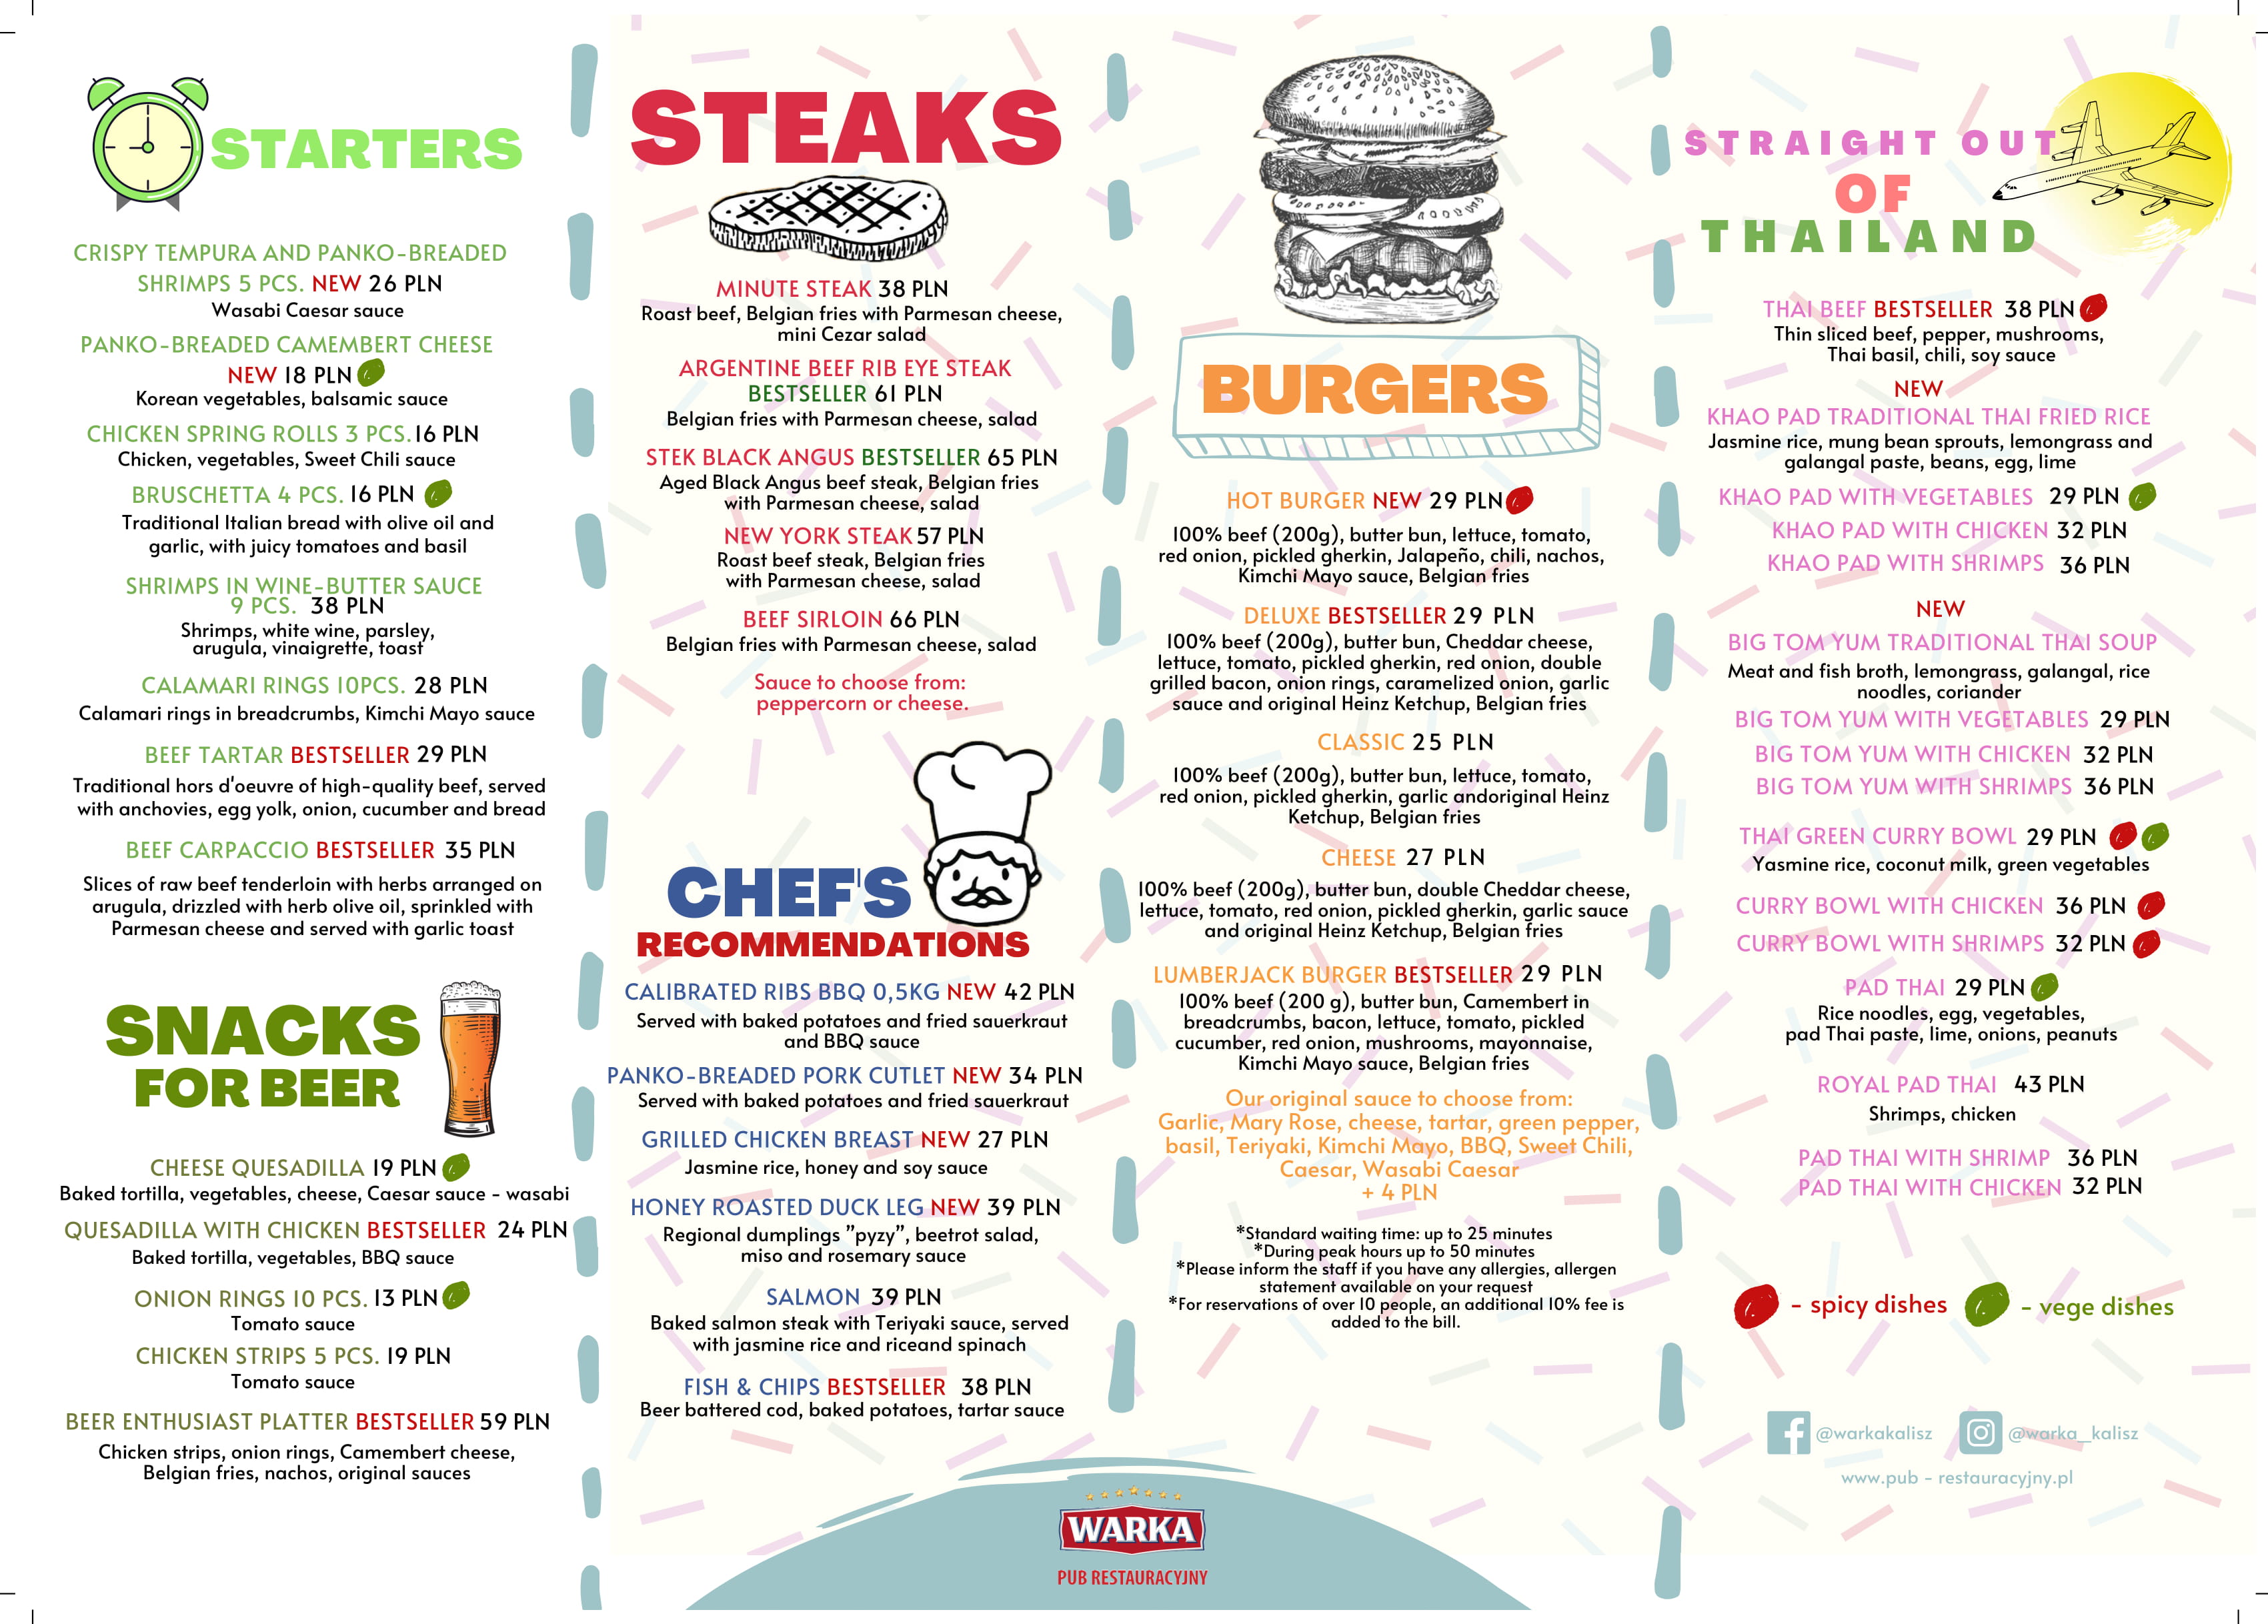 STARTERS
CRISPY TEMPURA AND PANKO-BREADED
SHRIMPS 5 PCS. NEW 26 PLN
Wasabi Caesar sauce
PANKO-BREADED CAMEMBERT CHEESE
NEW 18 PLN
Korean vegetables, balsamic sauce
CHICKEN SPRING ROLLS 3 PCS. 16 PLN
Chicken, vegetables, Sweet Chili sauce
BRUSCHETTA 4 PCS. 16 PLN
Traditional Italian bread with olive oil and
garlic, with juicy tomatoes and basil
SHRIMPS IN WINE-BUTTER SAUCE
9 PCS. 38 PLN
Shrimps, white wine, parsley,
arugula, vinaigrette, toast
CALAMARI RINGS 10PCS. 28 PLN
Calamari rings in breadcrumbs, Kimchi Mayo sauce
BEEF TARTAR BESTSELLER 29 PLN
Traditional hors d'oeuvre of high-quality beef, served
with anchovies, egg yolk, onion, cucumber and bread
BEEF CARPACCIO BESTSELLER 35 PLN
Slices of raw beef tenderloin with herbs arranged on
arugula, drizzled with herb olive oil, sprinkled with
Parmesan cheese and served with garlic toast
SNACKS
FOR BEER
CHEESE QUESADILLA 19 PLN
Baked tortilla, vegetables, cheese, Caesar sauce - wasabi
QUESADILLA WITH CHICKEN BESTSELLER 24 PLN
Baked tortilla, vegetables, BBQ sauce
ONION RINGS 10 PCS. 13 PLN
Tomato sauce
CHICKEN STRIPS 5 PCS. 19 PLN
Tomato sauce
BEER ENTHUSIAST PLATTER BESTSELLER 59 PLN
Chicken strips, onion rings, Camembert cheese,
Belgian fries, nachos, original sauces
STEAKS
MINUTE STEAK 38 PLN
Roast beef, Belgian fries with Parmesan cheese,
mini Cezar salad
ARGENTINE BEEF RIB EYE STEAK
BESTSELLER 61 PLN
Belgian fries with Parmesan cheese, salad
STEK BLACK ANGUS BESTSELLER 65 PLN
Aged Black Angus beef steak, Belgian fries
with Parmesan cheese, salad
NEW YORK STEAK 57 PLN
Roast beef steak, Belgian fries
with Parmesan cheese, salad
BEEF SIRLOIN 66 PLN
Belgian fries with Parmesan cheese, salad
Sauce to choose from:
peppercorn or cheese.
CHEF'S
RECOMMENDATIONS
CALIBRATED RIBS BBQ 0,5KG NEW 42 PLN
Served with baked potatoes and fried sauerkraut
and BBQ sauce
PANKO-BREADED PORK CUTLET NEW 34 PLN
Served with baked potatoes and fried sauerkraut
GRILLED CHICKEN BREAST NEW 27 PLN
Jasmine rice, honey and soy sauce
HONEY ROASTED DUCK LEG NEW 39 PLN
Regional dumplings "pyzy", beetrot salad,
miso and rosemary sauce
SALMON 39 PLN
Baked salmon steak with Teriyaki sauce, served
with jasmine rice and riceand spinach
FISH & CHIPS BESTSELLER 38 PLN
Beer battered cod, baked potatoes, tartar sauce
BURGERS
HOT BURGER NEW 29 PLN
100% beef (200g), butter bun, lettuce, tomato,
red onion, pickled gherkin, Jalapeño, chili, nachos,
Kimchi Mayo sauce, Belgian fries
DELUXE BESTSELLER 29 PLN
100% beef (200g), butter bun, Cheddar cheese,
lettuce, tomato, pickled gherkin, red onion, double
grilled bacon, onion rings, caramelized onion, garlic
sauce and original Heinz Ketchup, Belgian fries
CLASSIC 25 PLN
100% beef (200g), butter bun, lettuce, tomato,
red onion, pickled gherkin, garlic andoriginal Heinz
Ketchup, Belgian fries
CHEESE 27 PLN
100% beef (200g), butter bun, double Cheddar cheese,
lettuce, tomato, red onion, pickled gherkin, garlic sauce
and original Heinz Ketchup, Belgian fries
LUMBERJACK BURGER BESTSELLER 29 PLN
100% beef (200 g), butter bun, Camembert in
breadcrumbs, bacon, lettuce, tomato, pickled
cucumber, red onion, mushrooms, mayonnaise,
Kimchi Mayo sauce, Belgian fries
Our original sauce to choose from:
Garlic, Mary Rose, cheese, tartar, green pepper,
basil, Teriyaki, Kimchi Mayo, BBQ, Sweet Chili,
Caesar, Wasabi Caesar
+ 4 PLN
*Standard waiting time: up to 25 minutes
*During peak hours up to 50 minutes
*Please inform the staff if you have any allergies, allergen
statement available on your request
*For reservations of over 10 people, an additional 10% fee is
added to the bill.
STRAIGHT OUT
OF
THAILAND
THAI BEEF BESTSELLER 38 PLN
Thin sliced beef, pepper, mushrooms,
Thai basil, chili, soy sauce
NEW
KHAO PAD TRADITIONAL THAI FRIED RICE
Jasmine rice, mung bean sprouts, lemongrass and
galangal paste, beans, egg, lime
KHAO PAD WITH VEGETABLES 29 PLN
KHAO PAD WITH CHICKEN 32 PLN
KHAO PAD WITH SHRIMPS 36 PLN
NEW
BIG TOM YUM TRADITIONAL THAI SOUP
Meat and fish broth, lemongrass, galangal, rice
noodles, coriander
BIG TOM YUM WITH VEGETABLES 29 PLN
BIG TOM YUM WITH CHICKEN 32 PLN
BIG TOM YUM WITH SHRIMPS 36 PLN
THAI GREEN CURRY BOWL 29 PLN
Yasmine rice, coconut milk, green vegetables
CURRY BOWL WITH CHICKEN 36 PLN
CURRY BOWL WITH SHRIMPS 32 PLN
PAD THAI 29 PLN
Rice noodles, egg, vegetables,
pad Thai paste, lime, onions, peanuts
ROYAL PAD THAI 43 PLN
Shrimps, chicken
PAD THAI WITH SHRIMP 36 PLN
PAD THAI WITH CHICKEN 32 PLN
- spicy dishes - vege dishes
@warkakalisz @warka_kalisz
www.pub - restauracyjny.pl
WARKA
PUB RESTAURACYJNY